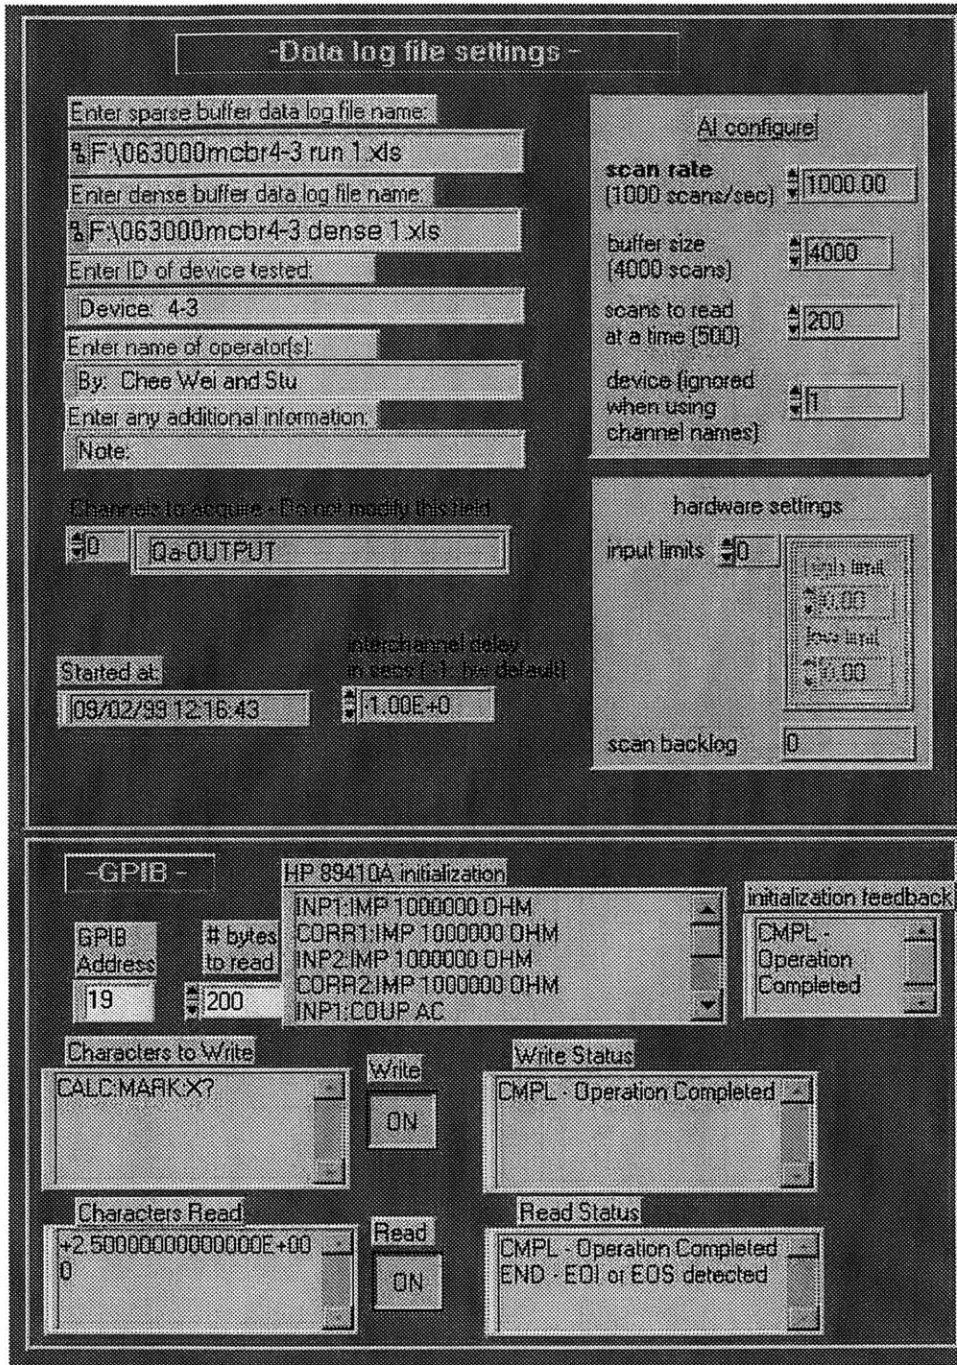 -Data log file settings -
Enter sparse buffer data log file name:
F:\063000mcbr4-3 run 1.xls
Enter dense buffer data log file name:
F:\063000mcbr4-3 dense 1.xls
Enter ID of device tested:
Device: 4-3
Enter name of operator(s):
By: Chee Wei and Stu
Enter any additional information:
Note:
Channels to acquire - Do not modify this field
0
Qa-OUTPUT
Started at:
09/02/99 12:16:43
interchannel delay
in secs (-1: hw default)
-1.00E+0
AI configure
scan rate
(1000 scans/sec)
1000.00
buffer size
(4000 scans)
4000
scans to read
at a time (500)
200
device (ignored
when using
channel names)
1
hardware settings
input limits
0
high limit
0.00
low limit
0.00
scan backlog
0
-GPIB -
GPIB
Address
19
# bytes
to read
200
HP 89410A initialization
INP1:IMP 1000000 OHM
CORR1:IMP 1000000 OHM
INP2:IMP 1000000 OHM
CORR2:IMP 1000000 OHM
INP1:COUP AC
initialization feedback
CMPL -
Operation
Completed
Characters to Write
CALC:MARK:X?
Write
ON
Write Status
CMPL - Operation Completed
Characters Read
+2.50000000000000E+00
0
Read
ON
Read Status
CMPL - Operation Completed
END - EOI or EOS detected